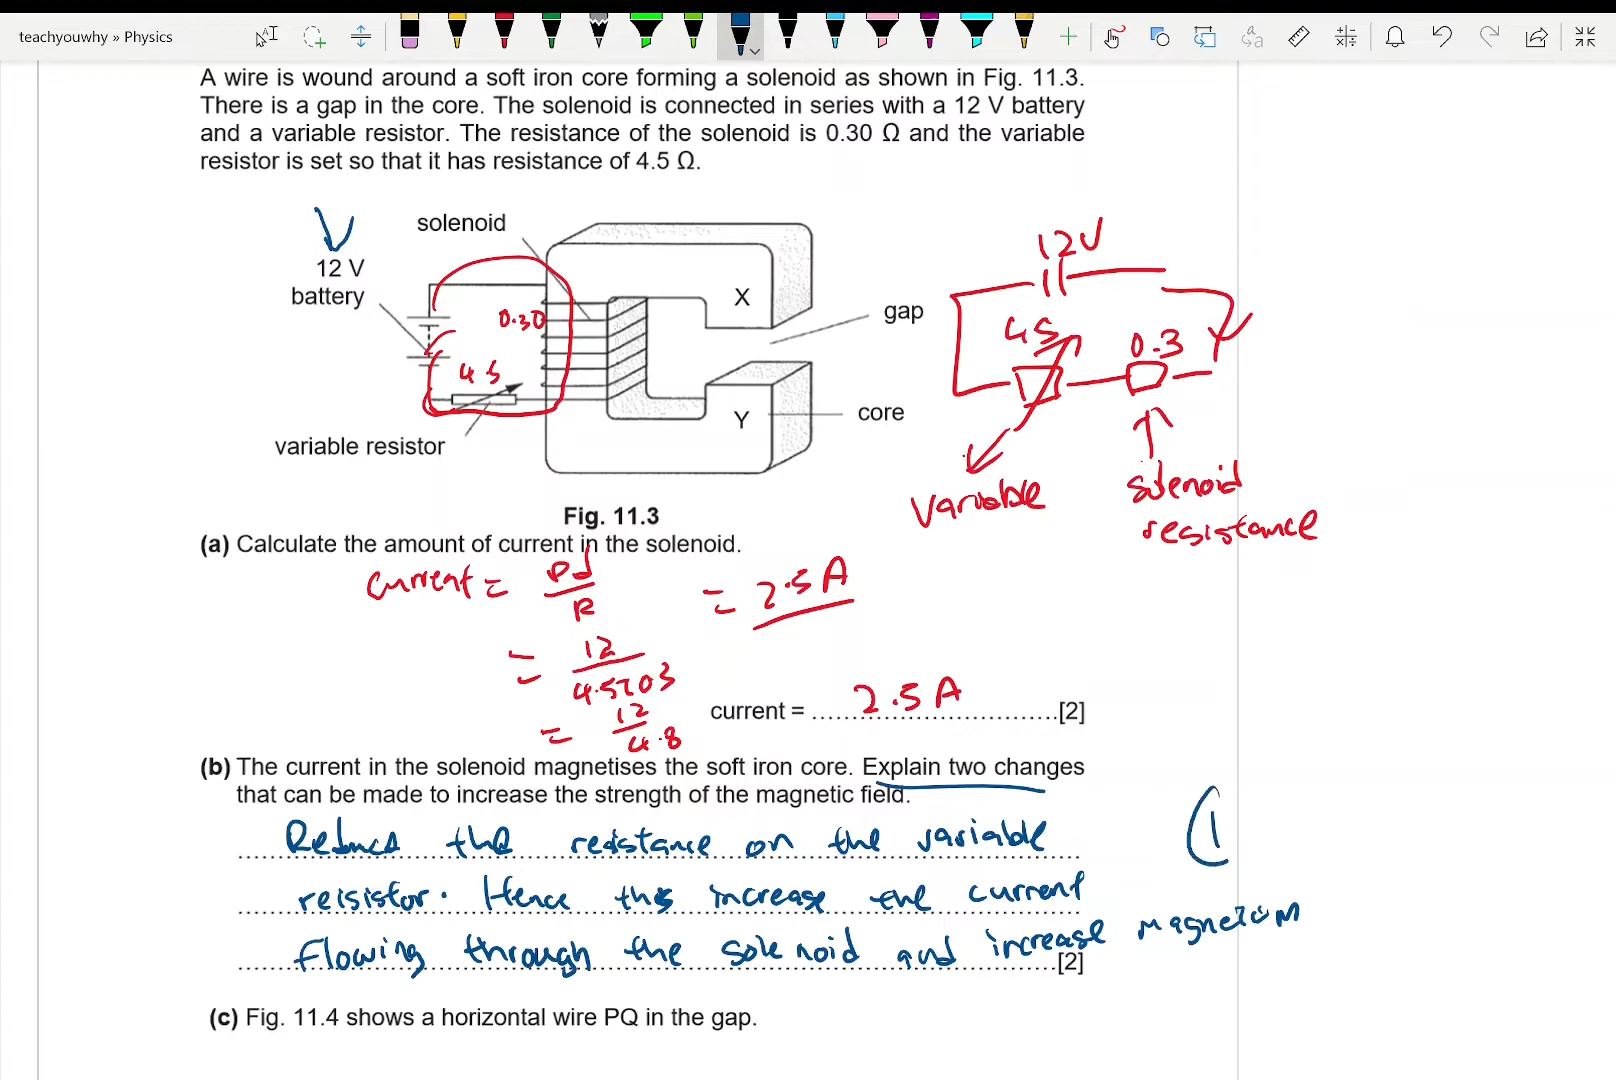 teachyouwhy » Physics
A wire is wound around a soft iron core forming a solenoid as shown in Fig. 11.3.
There is a gap in the core. The solenoid is connected in series with a 12 V battery
and a variable resistor. The resistance of the solenoid is 0.30 Ω and the variable
resistor is set so that it has resistance of 4.5 Ω.
solenoid
12 V
battery
X
gap
0.30
4 5
Y
core
variable resistor
12V
4 5
0.3
Variable
solenoid
resistance
Fig. 11.3
(a) Calculate the amount of current in the solenoid.
Current = Pd/R = 2.5 A
= 12/4.5+0.3
= 12/4.8
current = ............ 2.5 A ............[2]
(b) The current in the solenoid magnetises the soft iron core. Explain two changes
that can be made to increase the strength of the magnetic field.
the resistance on the variable
reisistor. Hence this increase the current
flowing through the solenoid and increase magnetism
[2]
(1
(c) Fig. 11.4 shows a horizontal wire PQ in the gap.